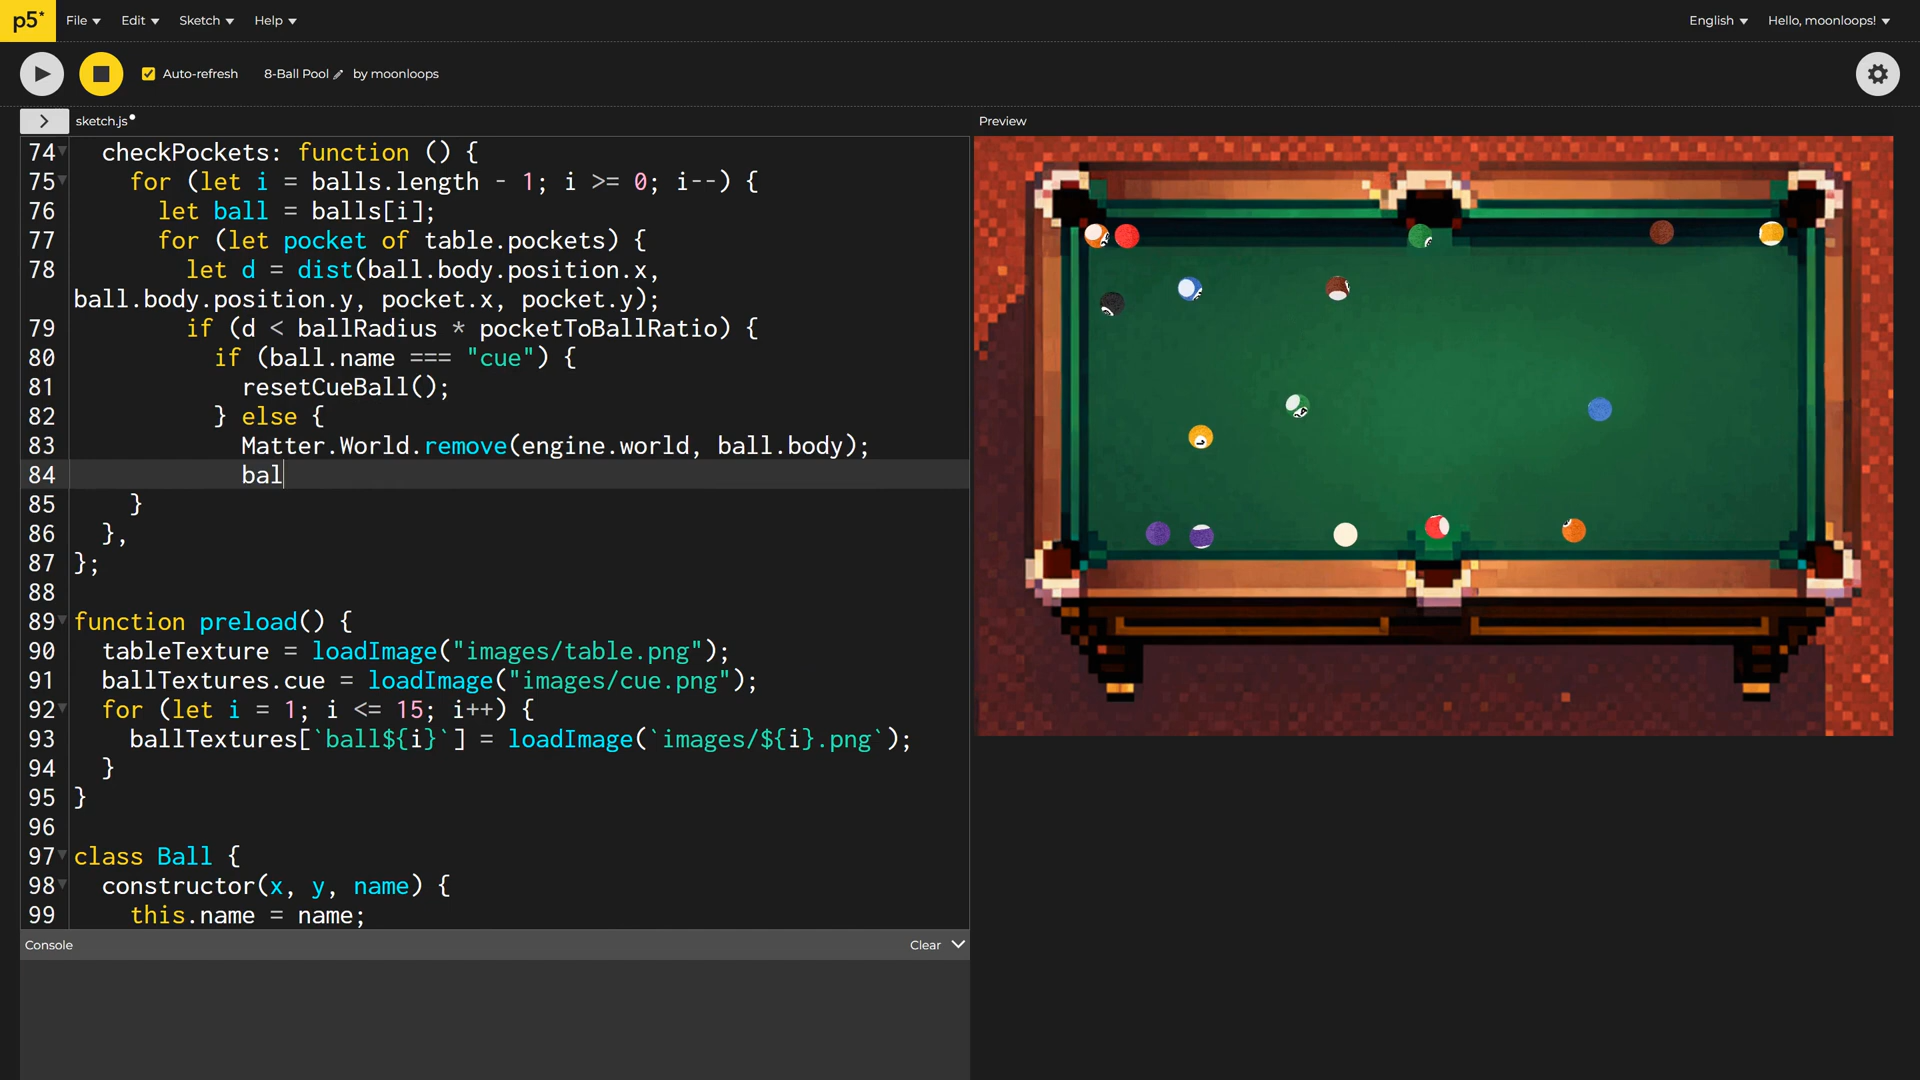 p5* File Edit Sketch Help English Hello, moonloops!
Auto-refresh 8-Ball Pool by moonloops
> sketch.js Preview
74 checkPockets: function () {
75 for (let i = balls.length - 1; i >= 0; i--) {
76 let ball = balls[i];
77 for (let pocket of table.pockets) {
78 let d = dist(ball.body.position.x,
ball.body.position.y, pocket.x, pocket.y);
79 if (d < ballRadius * pocketToBallRatio) {
80 if (ball.name === "cue") {
81 resetCueBall();
82 } else {
83 Matter.World.remove(engine.world, ball.body);
84 bal
85 }
86 },
87 };
88
89 function preload() {
90 tableTexture = loadImage("images/table.png");
91 ballTextures.cue = loadImage("images/cue.png");
92 for (let i = 1; i <= 15; i++) {
93 ballTextures[`ball${i}`] = loadImage(`images/${i}.png`);
94 }
95 }
96
97 class Ball {
98 constructor(x, y, name) {
99 this.name = name;
Console Clear